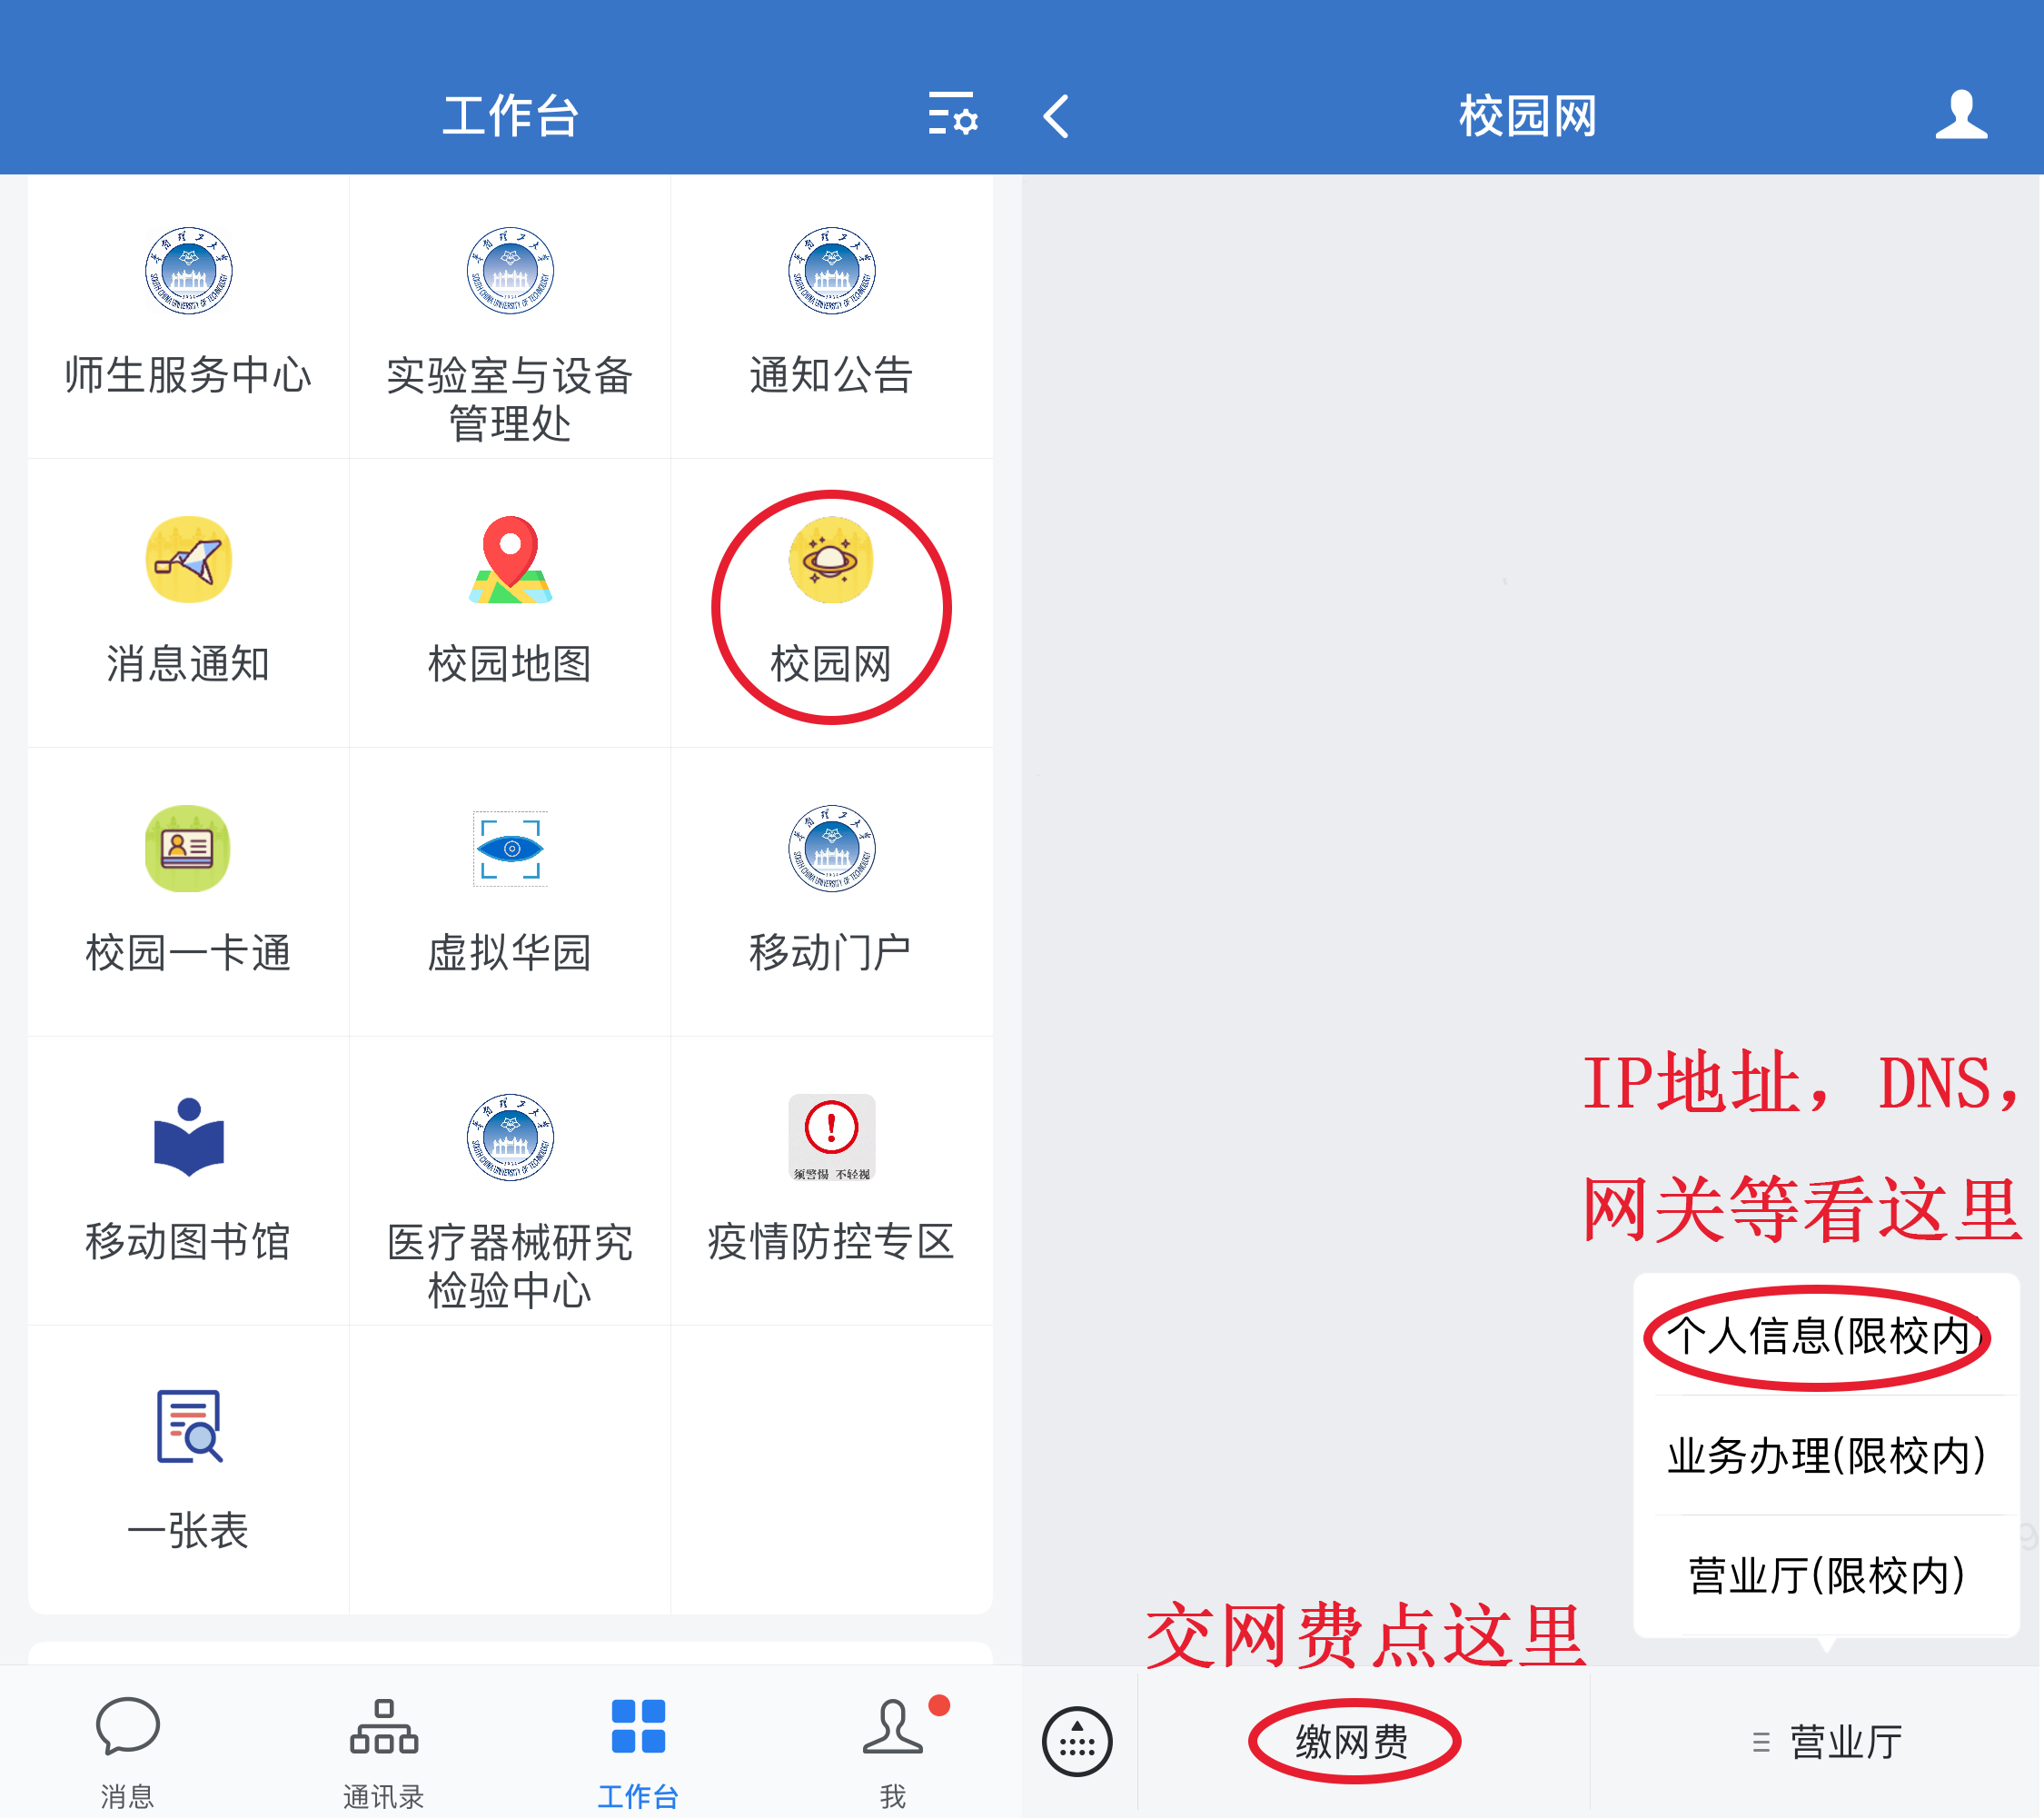 工作台
师生服务中心
实验室与设备
管理处
通知公告
消息通知
校园地图
校园网
校园一卡通
虚拟华园
移动门户
须警惕 不轻视
移动图书馆
医疗器械研究
检验中心
疫情防控专区
一张表
消息
通讯录
工作台
我
校园网
IP地址，DNS，
网关等看这里
个人信息(限校内)
业务办理(限校内)
营业厅(限校内)
交网费点这里
缴网费
营业厅